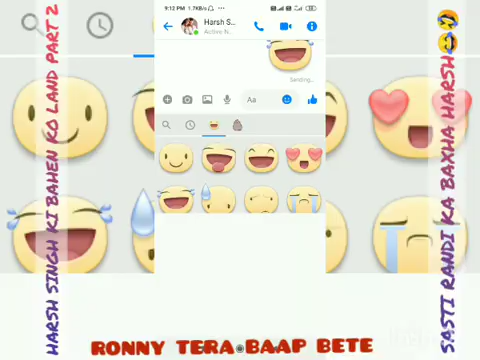 9:12 PM 1.7KB/s
Harsh S...
Active N...
Sending...
Aa
HARSH SINGH KI BAHEN KO LAND PART 2
SASTI RANDI KA BAXHA HARSH
RONNY TERA BAAP BETE